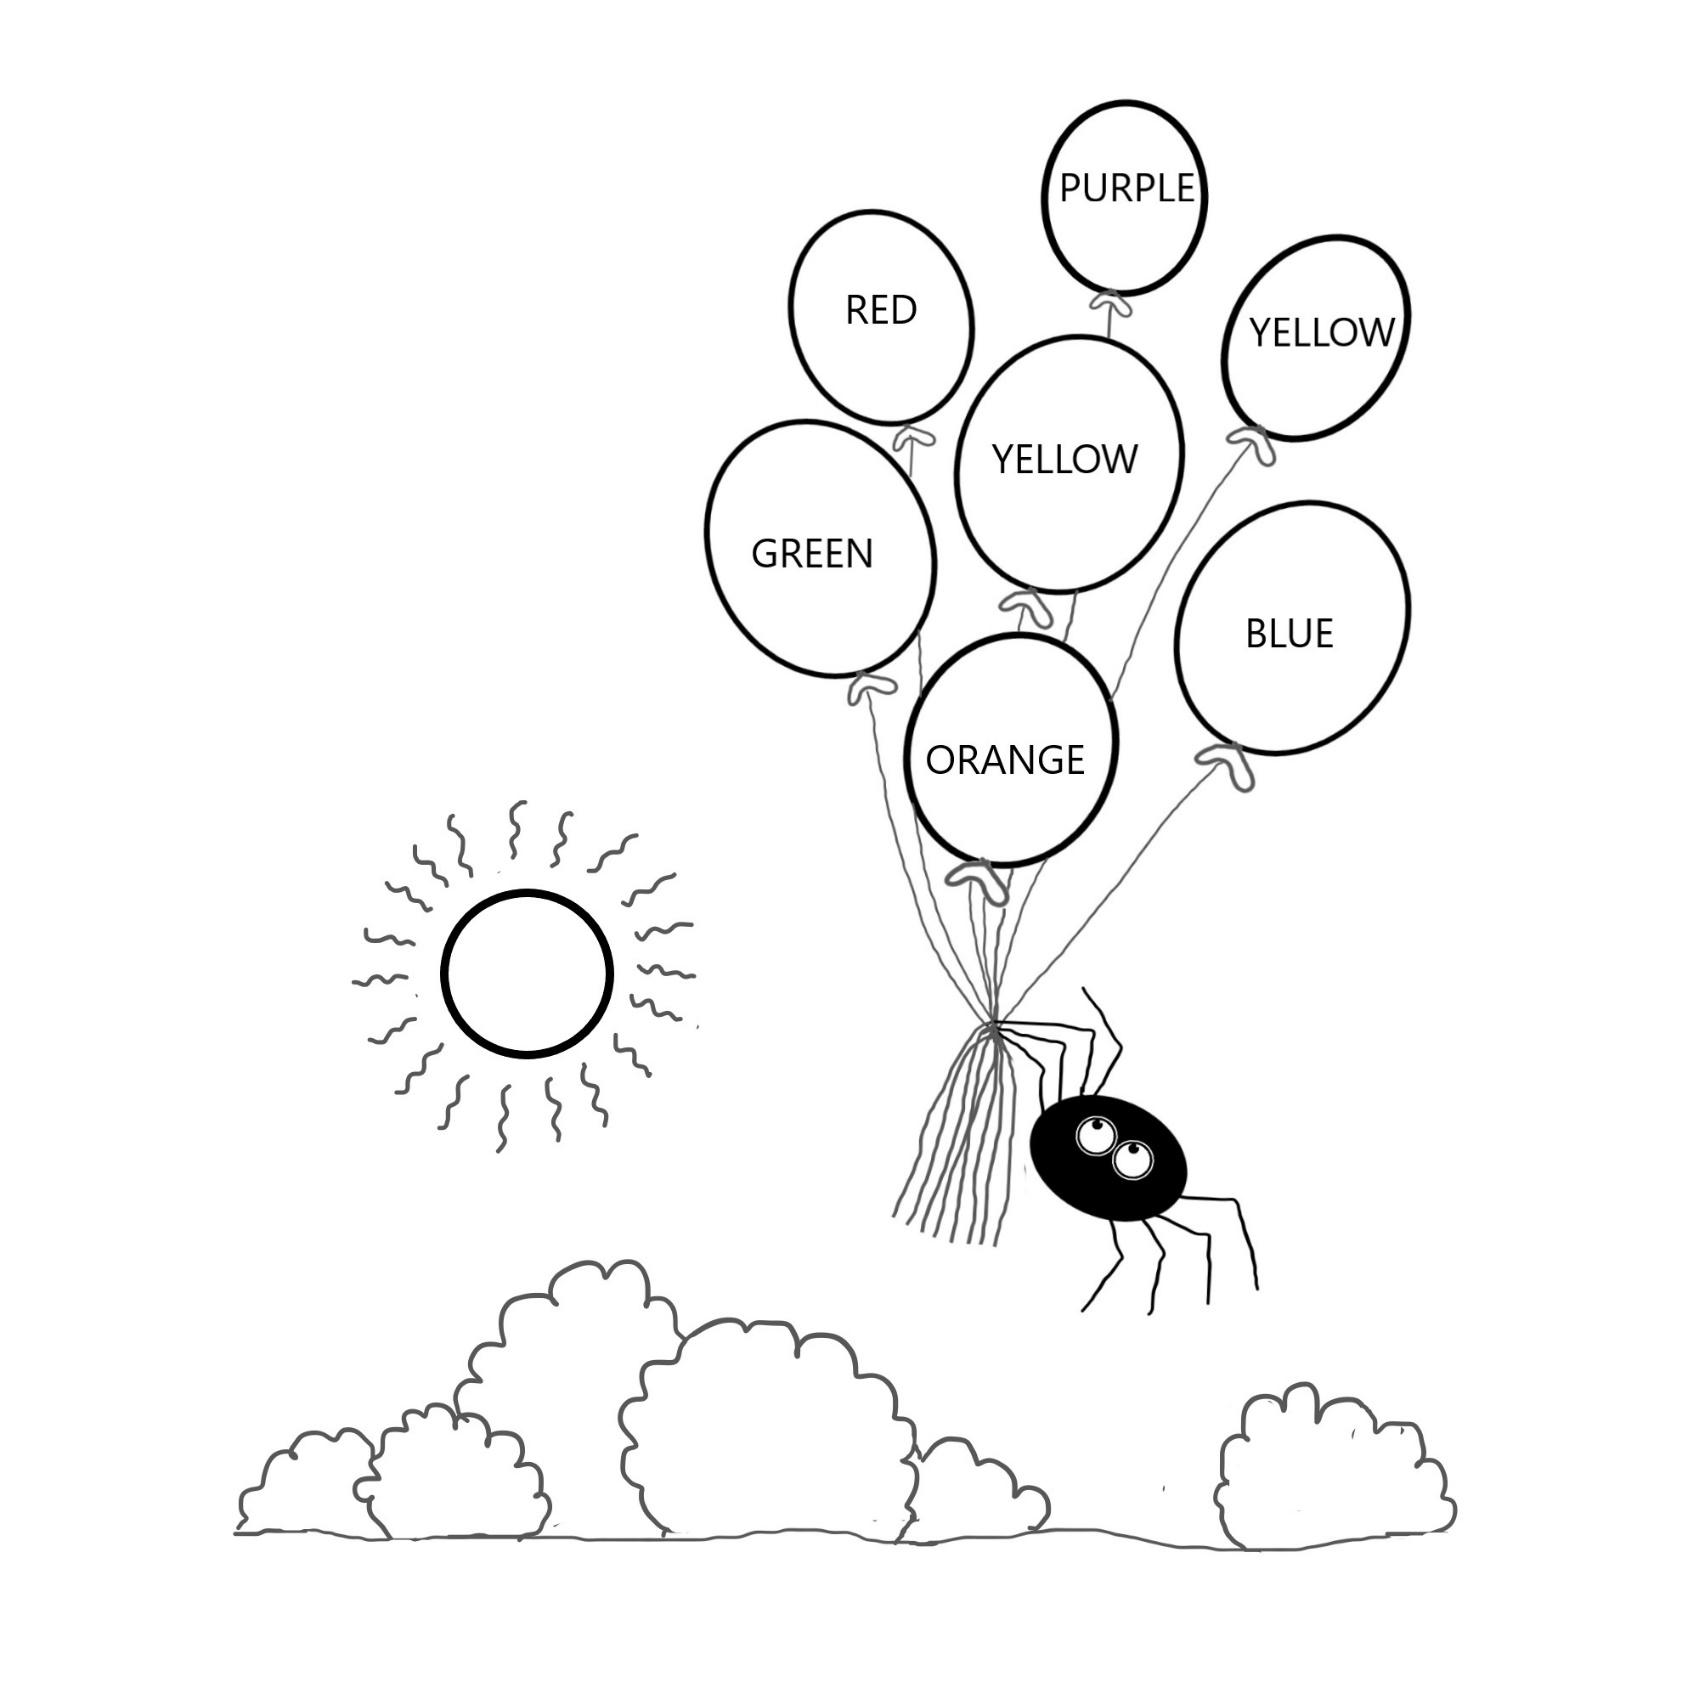 PURPLE
RED
YELLOW
YELLOW
GREEN
BLUE
ORANGE